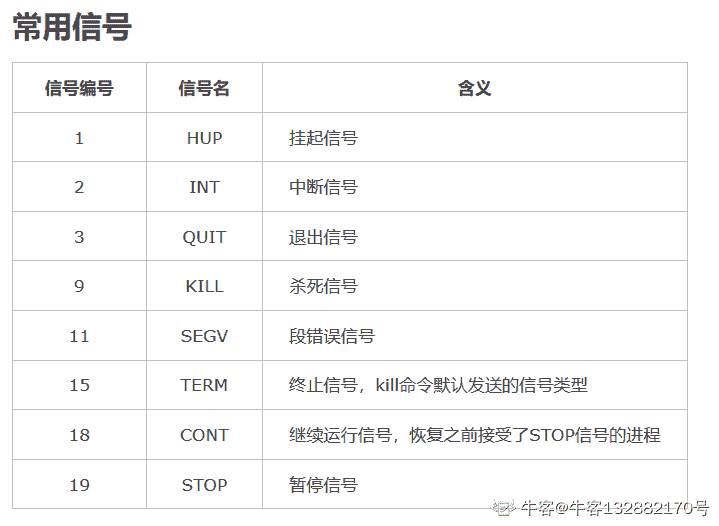 常用信号
信号编号 信号名 含义
1 HUP 挂起信号
2 INT 中断信号
3 QUIT 退出信号
9 KILL 杀死信号
11 SEGV 段错误信号
15 TERM 终止信号，kill命令默认发送的信号类型
18 CONT 继续运行信号，恢复之前接受了STOP信号的进程
19 STOP 暂停信号
牛客@牛客132882170号